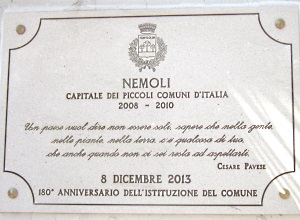 NEMOLI
CAPITALE DEI PICCOLI COMUNI D'ITALIA
2008 - 2010
Un paese vuol dire non essere soli, sapere che nella gente,
nelle piante, nella terra, c'è qualcosa di tuo,
che anche quando non ci sei resta ad aspettarti.
CESARE PAVESE
8 DICEMBRE 2013
180° ANNIVERSARIO DELL'ISTITUZIONE DEL COMUNE